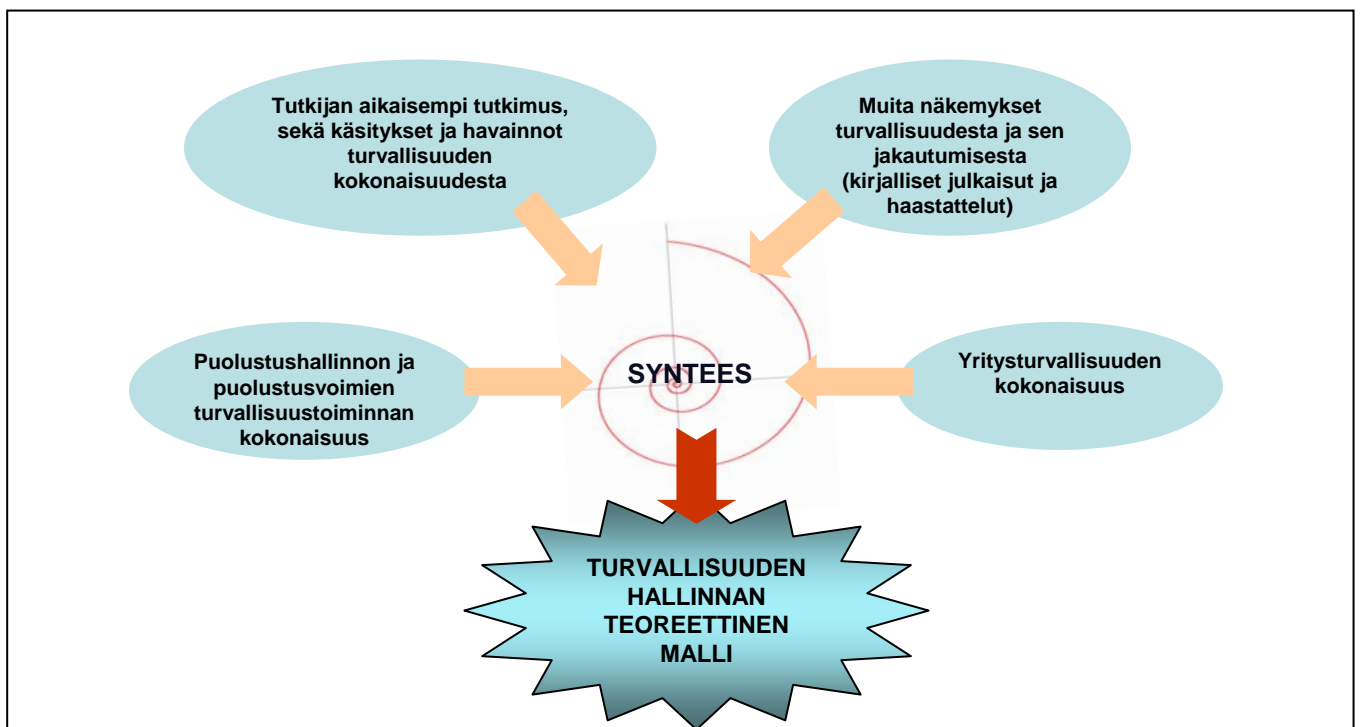 Tutkijan aikaisempi tutkimus,
sekä käsitykset ja havainnot
turvallisuuden
kokonaisuudesta
Muita näkemykset
turvallisuudesta ja sen
jakautumisesta
(kirjalliset julkaisut ja
haastattelut)
Puolustushallinnon ja
puolustusvoimien
turvallisuustoiminnan
kokonaisuus
SYNTEES
Yritysturvallisuuden
kokonaisuus
TURVALLISUUDEN
HALLINNAN
TEOREETTINEN
MALLI